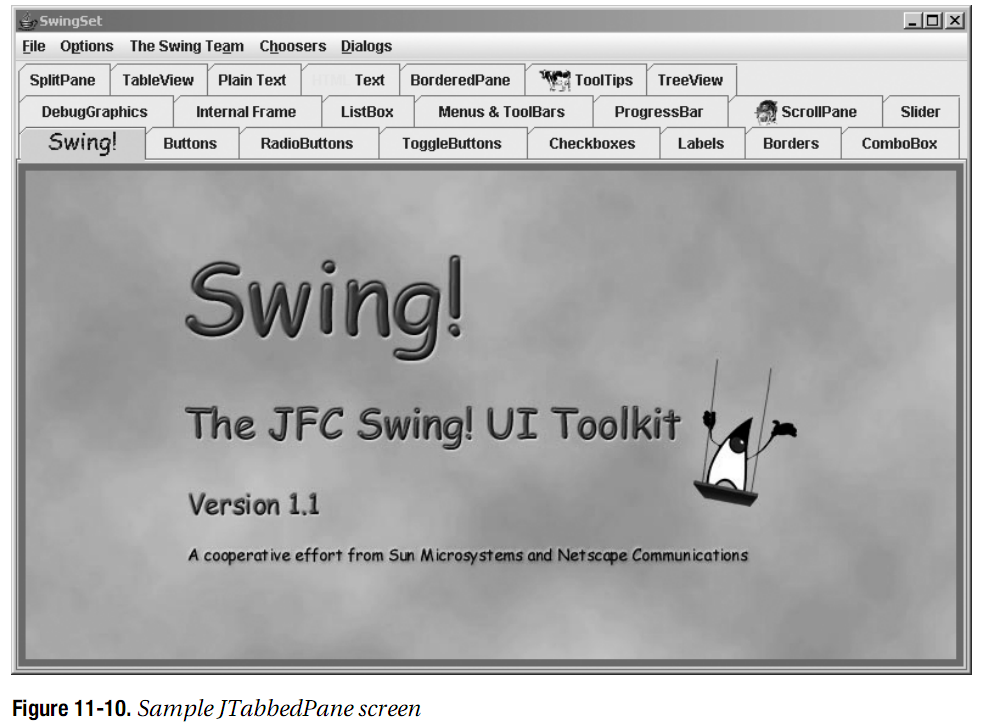 SwingSet
File Options The Swing Team Choosers Dialogs
SplitPane TableView Plain Text HTML Text BorderedPane ToolTips TreeView
DebugGraphics Internal Frame ListBox Menus & ToolBars ProgressBar ScrollPane Slider
Swing! Buttons RadioButtons ToggleButtons Checkboxes Labels Borders ComboBox
Swing!
The JFC Swing! UI Toolkit
Version 1.1
A cooperative effort from Sun Microsystems and Netscape Communications
Figure 11-10. Sample JTabbedPane screen